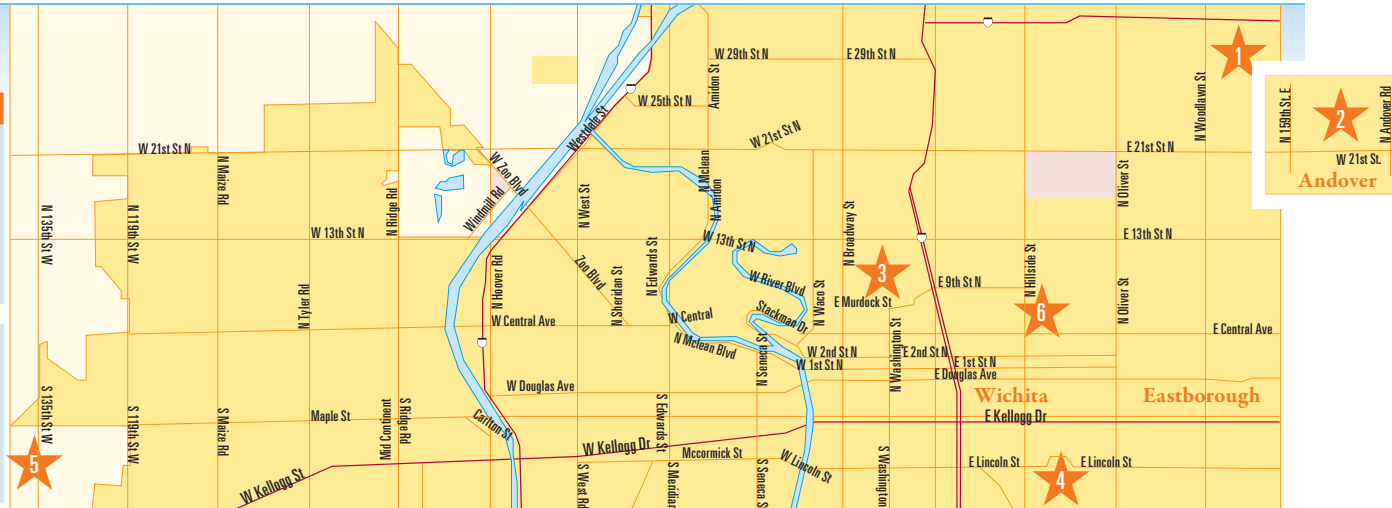 W 29th St N
E 29th St N
1
Amidon St
N Woodlawn St
W 25th St N
N 159th St. E
2
N Andover Rd
Westdale St
W 21st St N
W 21st St N
E 21st St N
W 21st St.
Andover
N Maize Rd
W Zoo Blvd
N Mclean
N Oliver St
N Ridge Rd
Windmill Rd
N West St
N Amidon
N 135th St W
N 119th St W
W 13th St N
W 13th St N
N Broadway St
E 13th St N
N Hoover Rd
Zoo Blvd
N Sheridan St
N Edwards St
W River Blvd
3
E 9th St N
N Hillside St
N Tyler Rd
N Waco St
E Murdock St
6
N Oliver St
W Central Ave
W Central
Stackman Dr
E Central Ave
N Mclean Blvd
N Seneca St
W 2nd St N
E 2nd St N
N Washington St
W 1st St N
E 1st St N
E Douglas Ave
W Douglas Ave
Wichita
Eastborough
S 135th St W
S 119th St W
S Maize Rd
Maple St
Mid Continent
S Ridge Rd
Carlton St
S Edwards St
E Kellogg Dr
W Kellogg Dr
Mccormick St
5
W Kellogg St
S West Rd
S Meridian
S Seneca S
W Lincoln St
S Washington
E Lincoln St
E Lincoln St
4